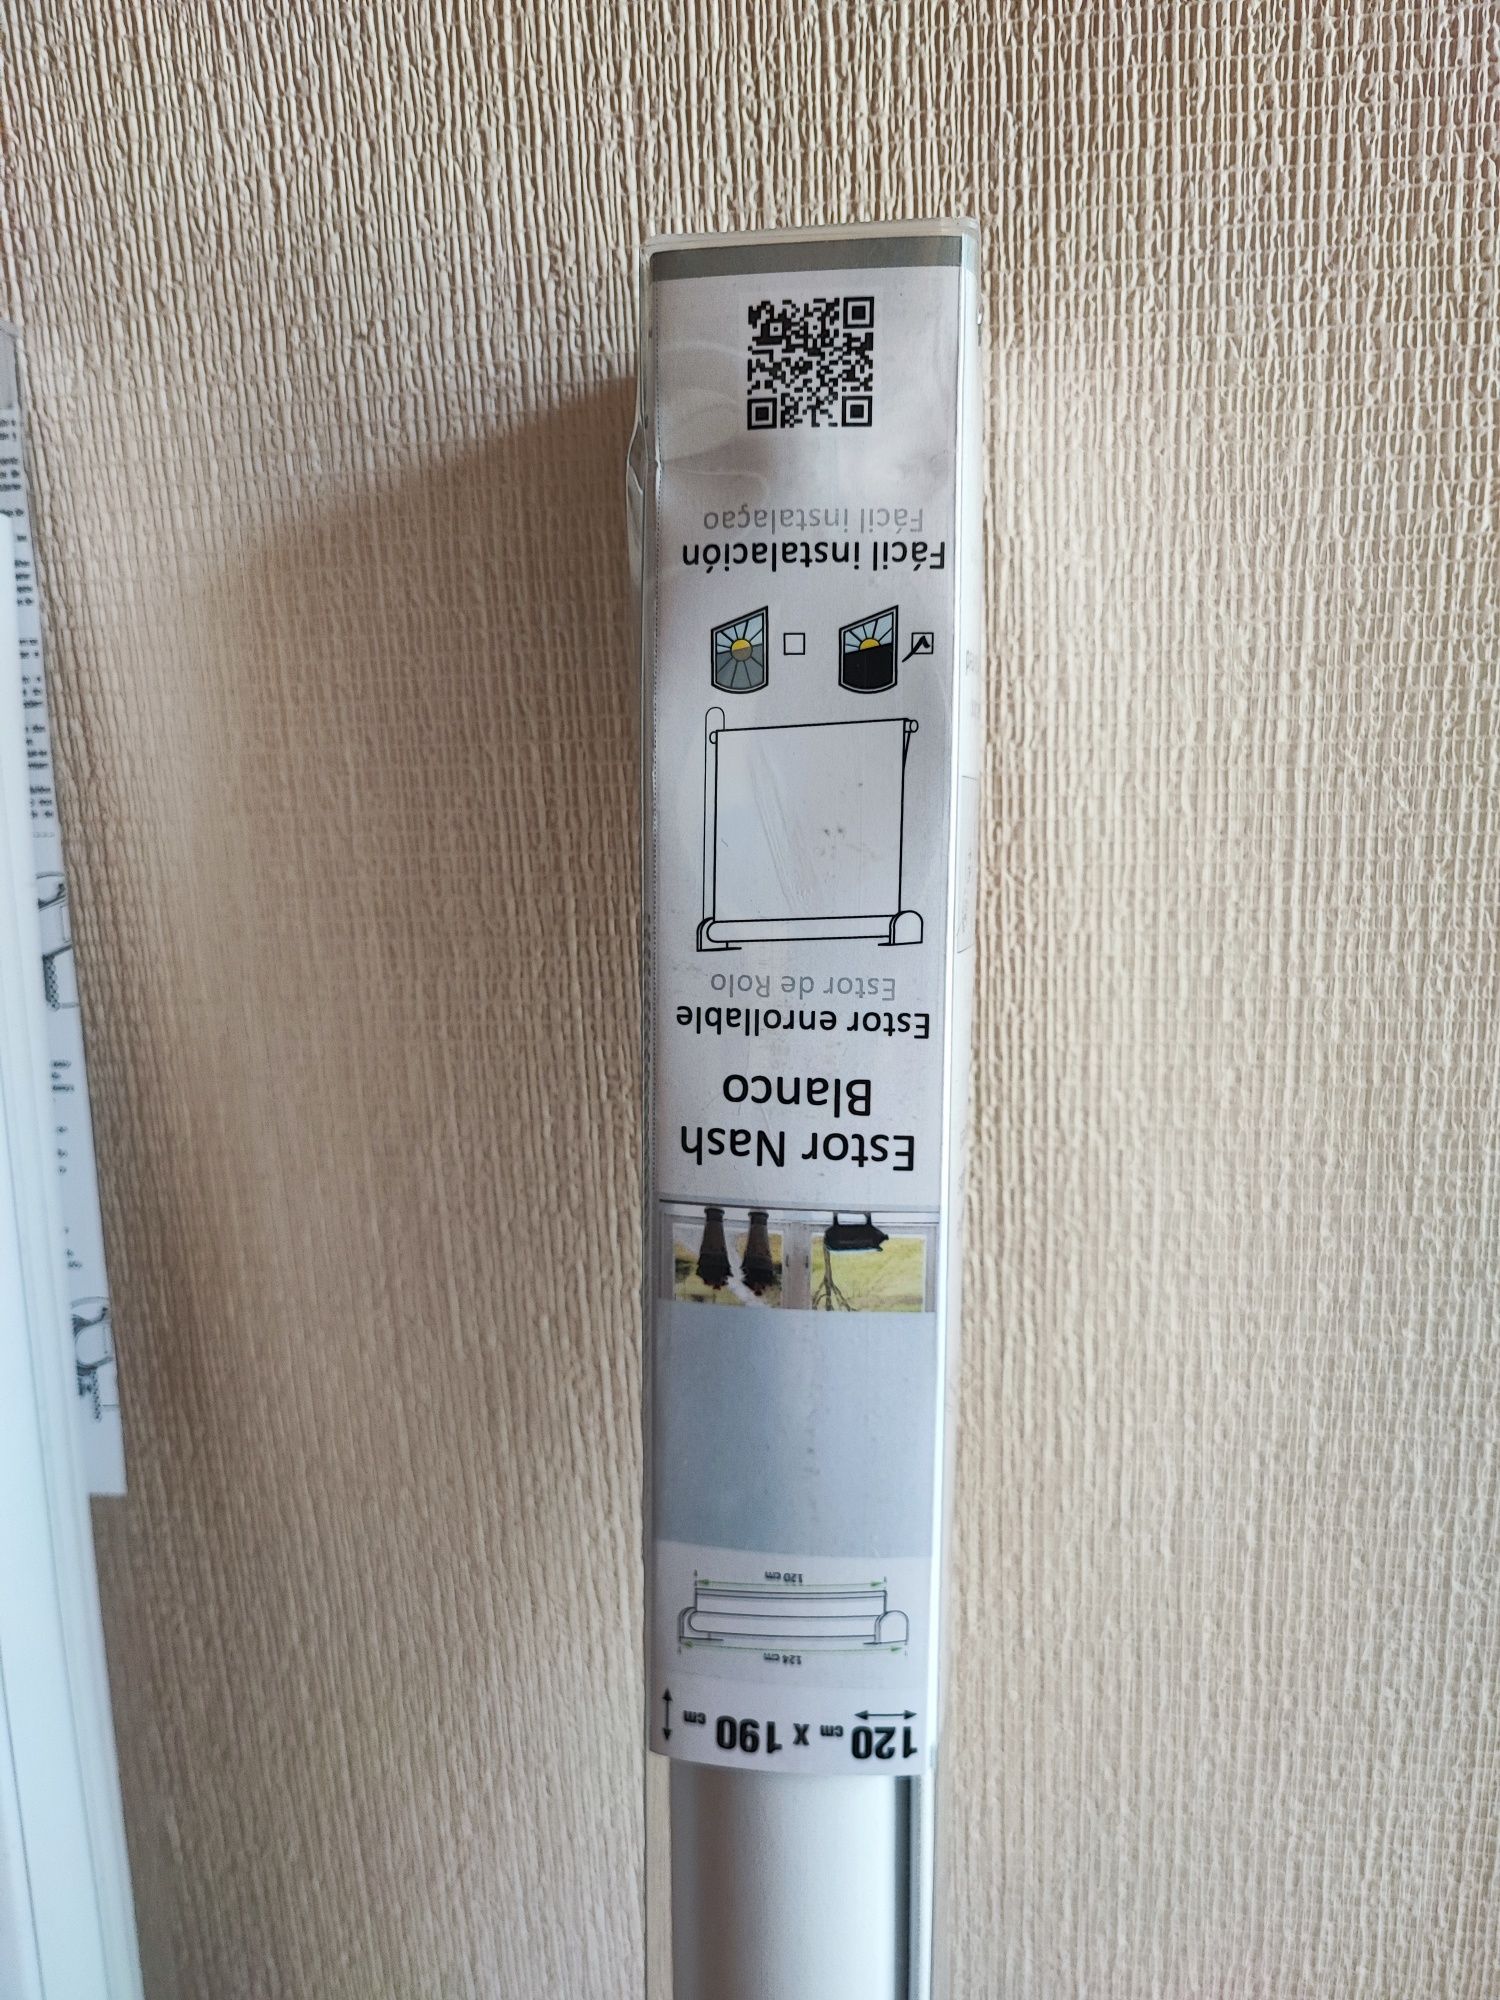 120 cm x 190 cm
124 cm
120 cm
Estor Nash
Blanco
Estor enrollable
Estor de Rolo
Fácil instalación
Fácil instalaçao